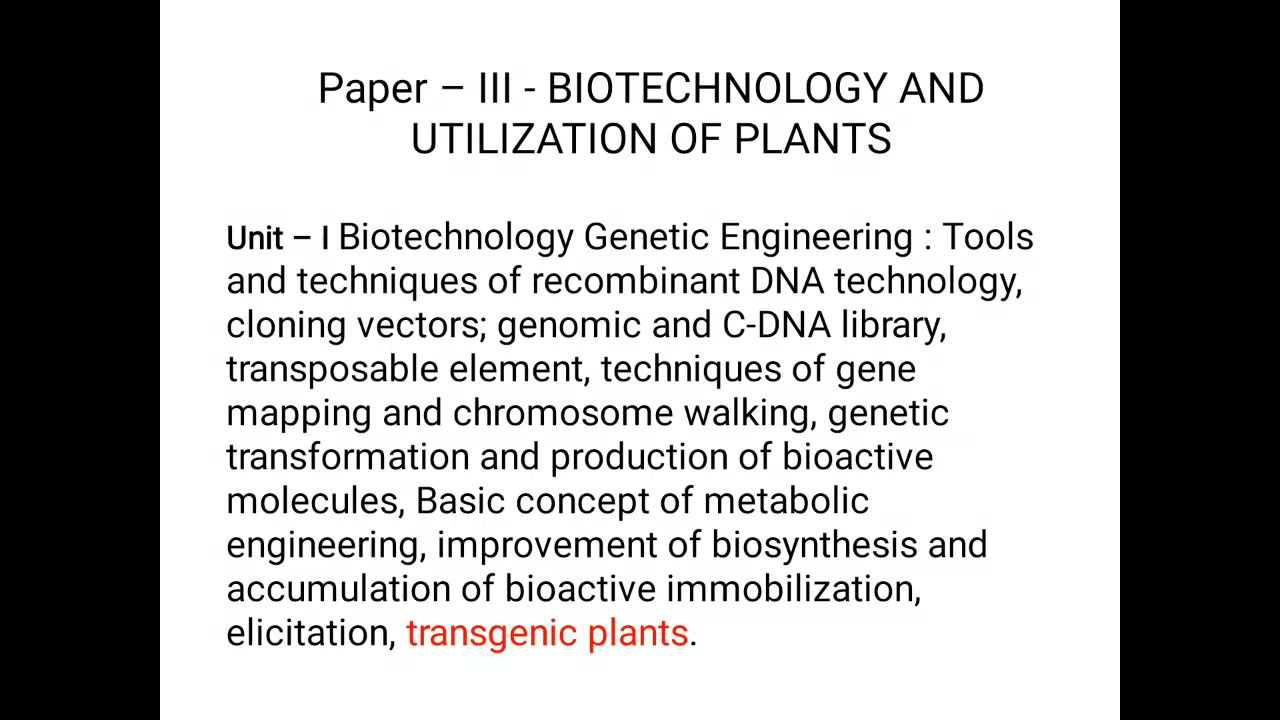 Paper – III - BIOTECHNOLOGY AND
UTILIZATION OF PLANTS
Unit – I Biotechnology Genetic Engineering : Tools
and techniques of recombinant DNA technology,
cloning vectors; genomic and C-DNA library,
transposable element, techniques of gene
mapping and chromosome walking, genetic
transformation and production of bioactive
molecules, Basic concept of metabolic
engineering, improvement of biosynthesis and
accumulation of bioactive immobilization,
elicitation, transgenic plants.